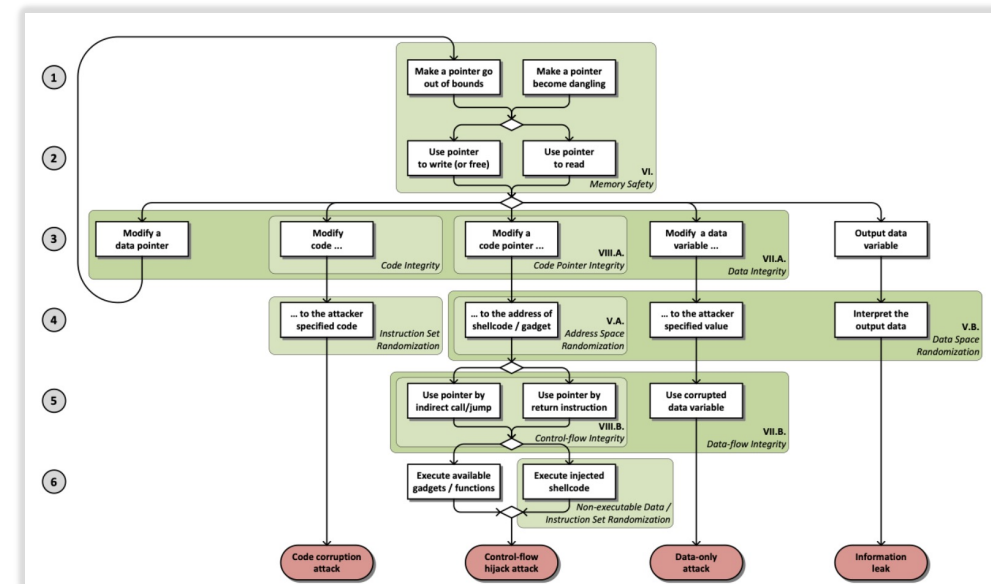 1
Make a pointer go
out of bounds
Make a pointer
become dangling
2
Use pointer
to write (or free)
Use pointer
to read
VI.
Memory Safety
3
Modify a
data pointer
Modify
code ...
Code Integrity
Modify a
code pointer ...
VIII.A.
Code Pointer Integrity
Modify a data
variable ...
VII.A.
Data Integrity
Output data
variable
4
... to the attacker
specified code
Instruction Set
Randomization
... to the address of
shellcode / gadget
V.A.
Address Space
Randomization
... to the attacker
specified value
Interpret the
output data
V.B.
Data Space
Randomization
5
Use pointer by
indirect call/jump
Use pointer by
return instruction
VIII.B.
Control-flow Integrity
Use corrupted
data variable
VII.B.
Data-flow Integrity
6
Execute available
gadgets / functions
Execute injected
shellcode
Non-executable Data /
Instruction Set Randomization
Code corruption
attack
Control-flow
hijack attack
Data-only
attack
Information
leak